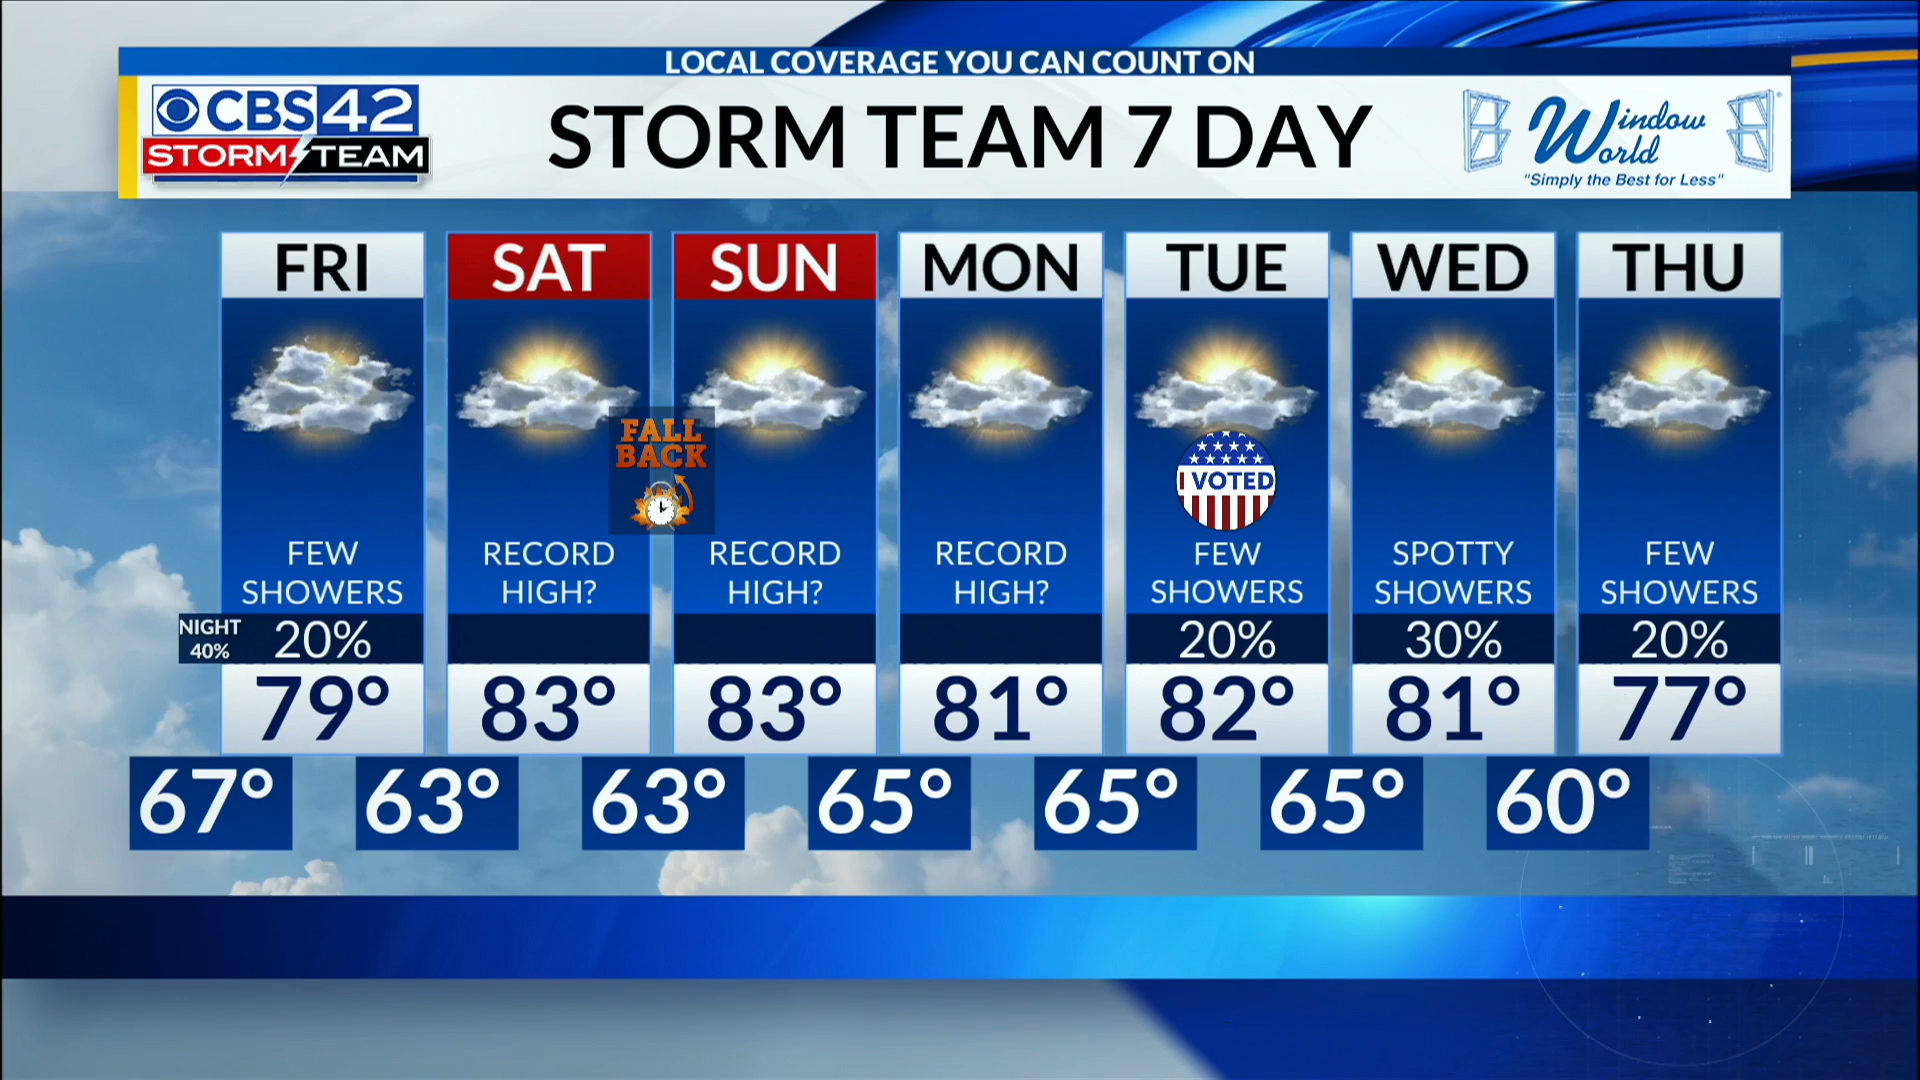 LOCAL COVERAGE YOU CAN COUNT ON
CBS 42
STORM TEAM
STORM TEAM 7 DAY
Window
World
"Simply the Best for Less"
FRI SAT SUN MON TUE WED THU
FALL
BACK
I VOTED
FEW RECORD RECORD RECORD FEW SPOTTY FEW
SHOWERS HIGH? HIGH? HIGH? SHOWERS SHOWERS SHOWERS
NIGHT
40%
20% 20% 30% 20%
79° 83° 83° 81° 82° 81° 77°
67° 63° 63° 65° 65° 65° 60°